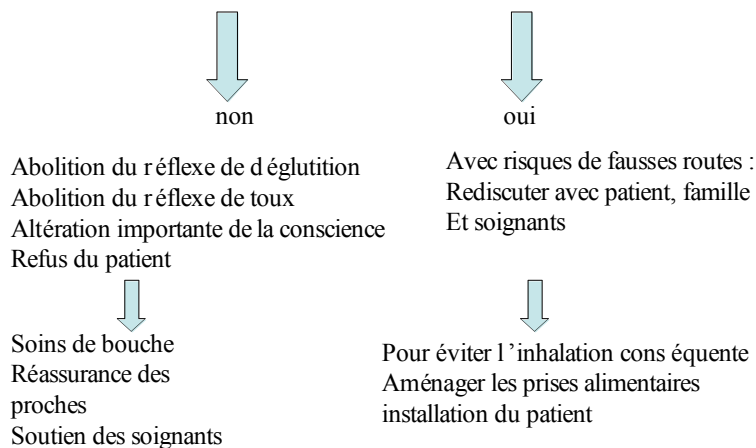 non
Abolition du réflexe de déglutition
Abolition du réflexe de toux
Altération importante de la conscience
Refus du patient
Soins de bouche
Réassurance des
proches
Soutien des soignants
oui
Avec risques de fausses routes :
Rediscuter avec patient, famille
Et soignants
Pour éviter l’inhalation conséquente
Aménager les prises alimentaires
installation du patient